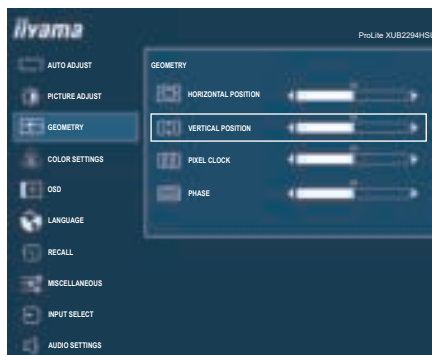 iiyama
ProLite XUB2294HSU
AUTO ADJUST
PICTURE ADJUST
GEOMETRY
COLOR SETTINGS
OSD
LANGUAGE
RECALL
MISCELLANEOUS
INPUT SELECT
AUDIO SETTINGS
GEOMETRY
HORIZONTAL POSITION
VERTICAL POSITION
PIXEL CLOCK
PHASE